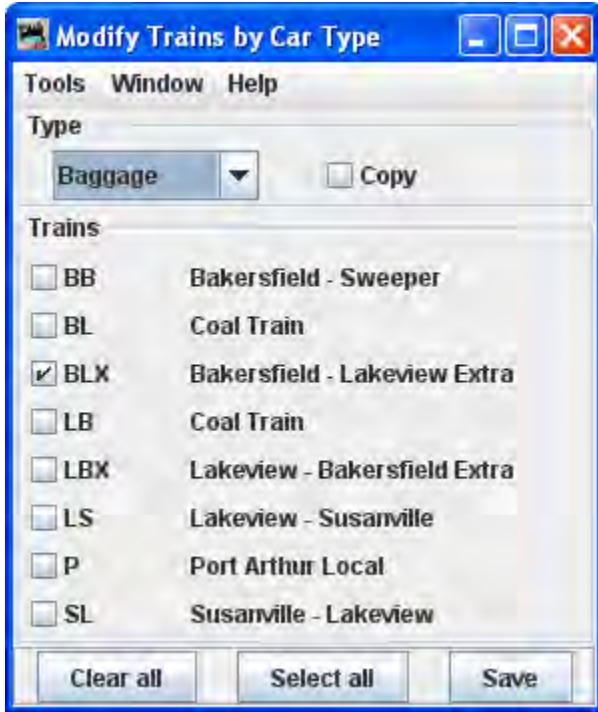 Modify Trains by Car Type
Tools Window Help
Type
Baggage Copy
Trains
BB Bakersfield - Sweeper
BL Coal Train
BLX Bakersfield - Lakeview Extra
LB Coal Train
LBX Lakeview - Bakersfield Extra
LS Lakeview - Susanville
P Port Arthur Local
SL Susanville - Lakeview
Clear all Select all Save